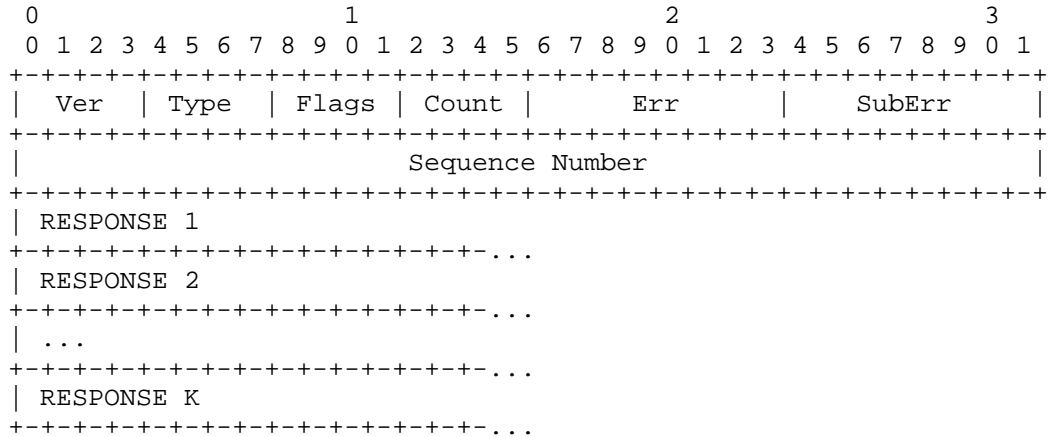 0                   1                   2                   3
 0 1 2 3 4 5 6 7 8 9 0 1 2 3 4 5 6 7 8 9 0 1 2 3 4 5 6 7 8 9 0 1
+-+-+-+-+-+-+-+-+-+-+-+-+-+-+-+-+-+-+-+-+-+-+-+-+-+-+-+-+-+-+-+-+
|  Ver  | Type  | Flags | Count |      Err      |    SubErr     |
+-+-+-+-+-+-+-+-+-+-+-+-+-+-+-+-+-+-+-+-+-+-+-+-+-+-+-+-+-+-+-+-+
|                        Sequence Number                        |
+-+-+-+-+-+-+-+-+-+-+-+-+-+-+-+-+-+-+-+-+-+-+-+-+-+-+-+-+-+-+-+-+
| RESPONSE 1
+-+-+-+-+-+-+-+-+-+-+-+-+-+-+-...
| RESPONSE 2
+-+-+-+-+-+-+-+-+-+-+-+-+-+-+-...
| ...
+-+-+-+-+-+-+-+-+-+-+-+-+-+-+-...
| RESPONSE K
+-+-+-+-+-+-+-+-+-+-+-+-+-+-+-...